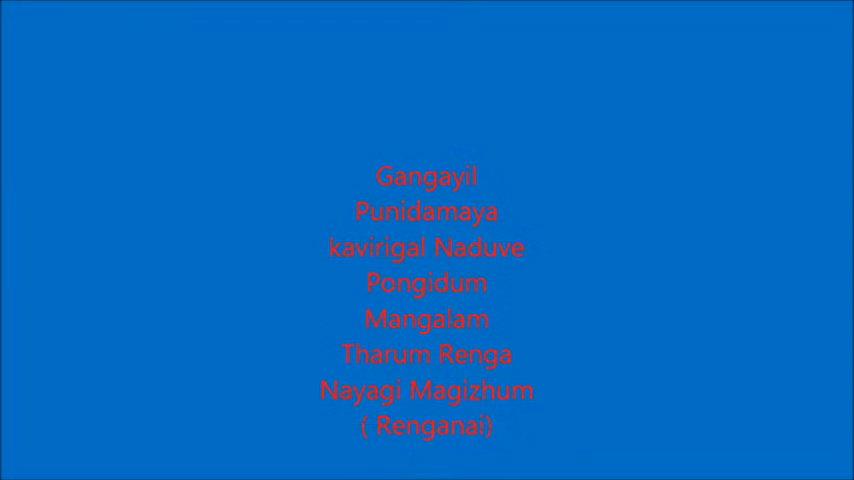 Gangayil
Punidamaya
kavirigal Naduve
Pongidum
Mangalam
Tharum Renga
Nayagi Magizhum
( Renganai)